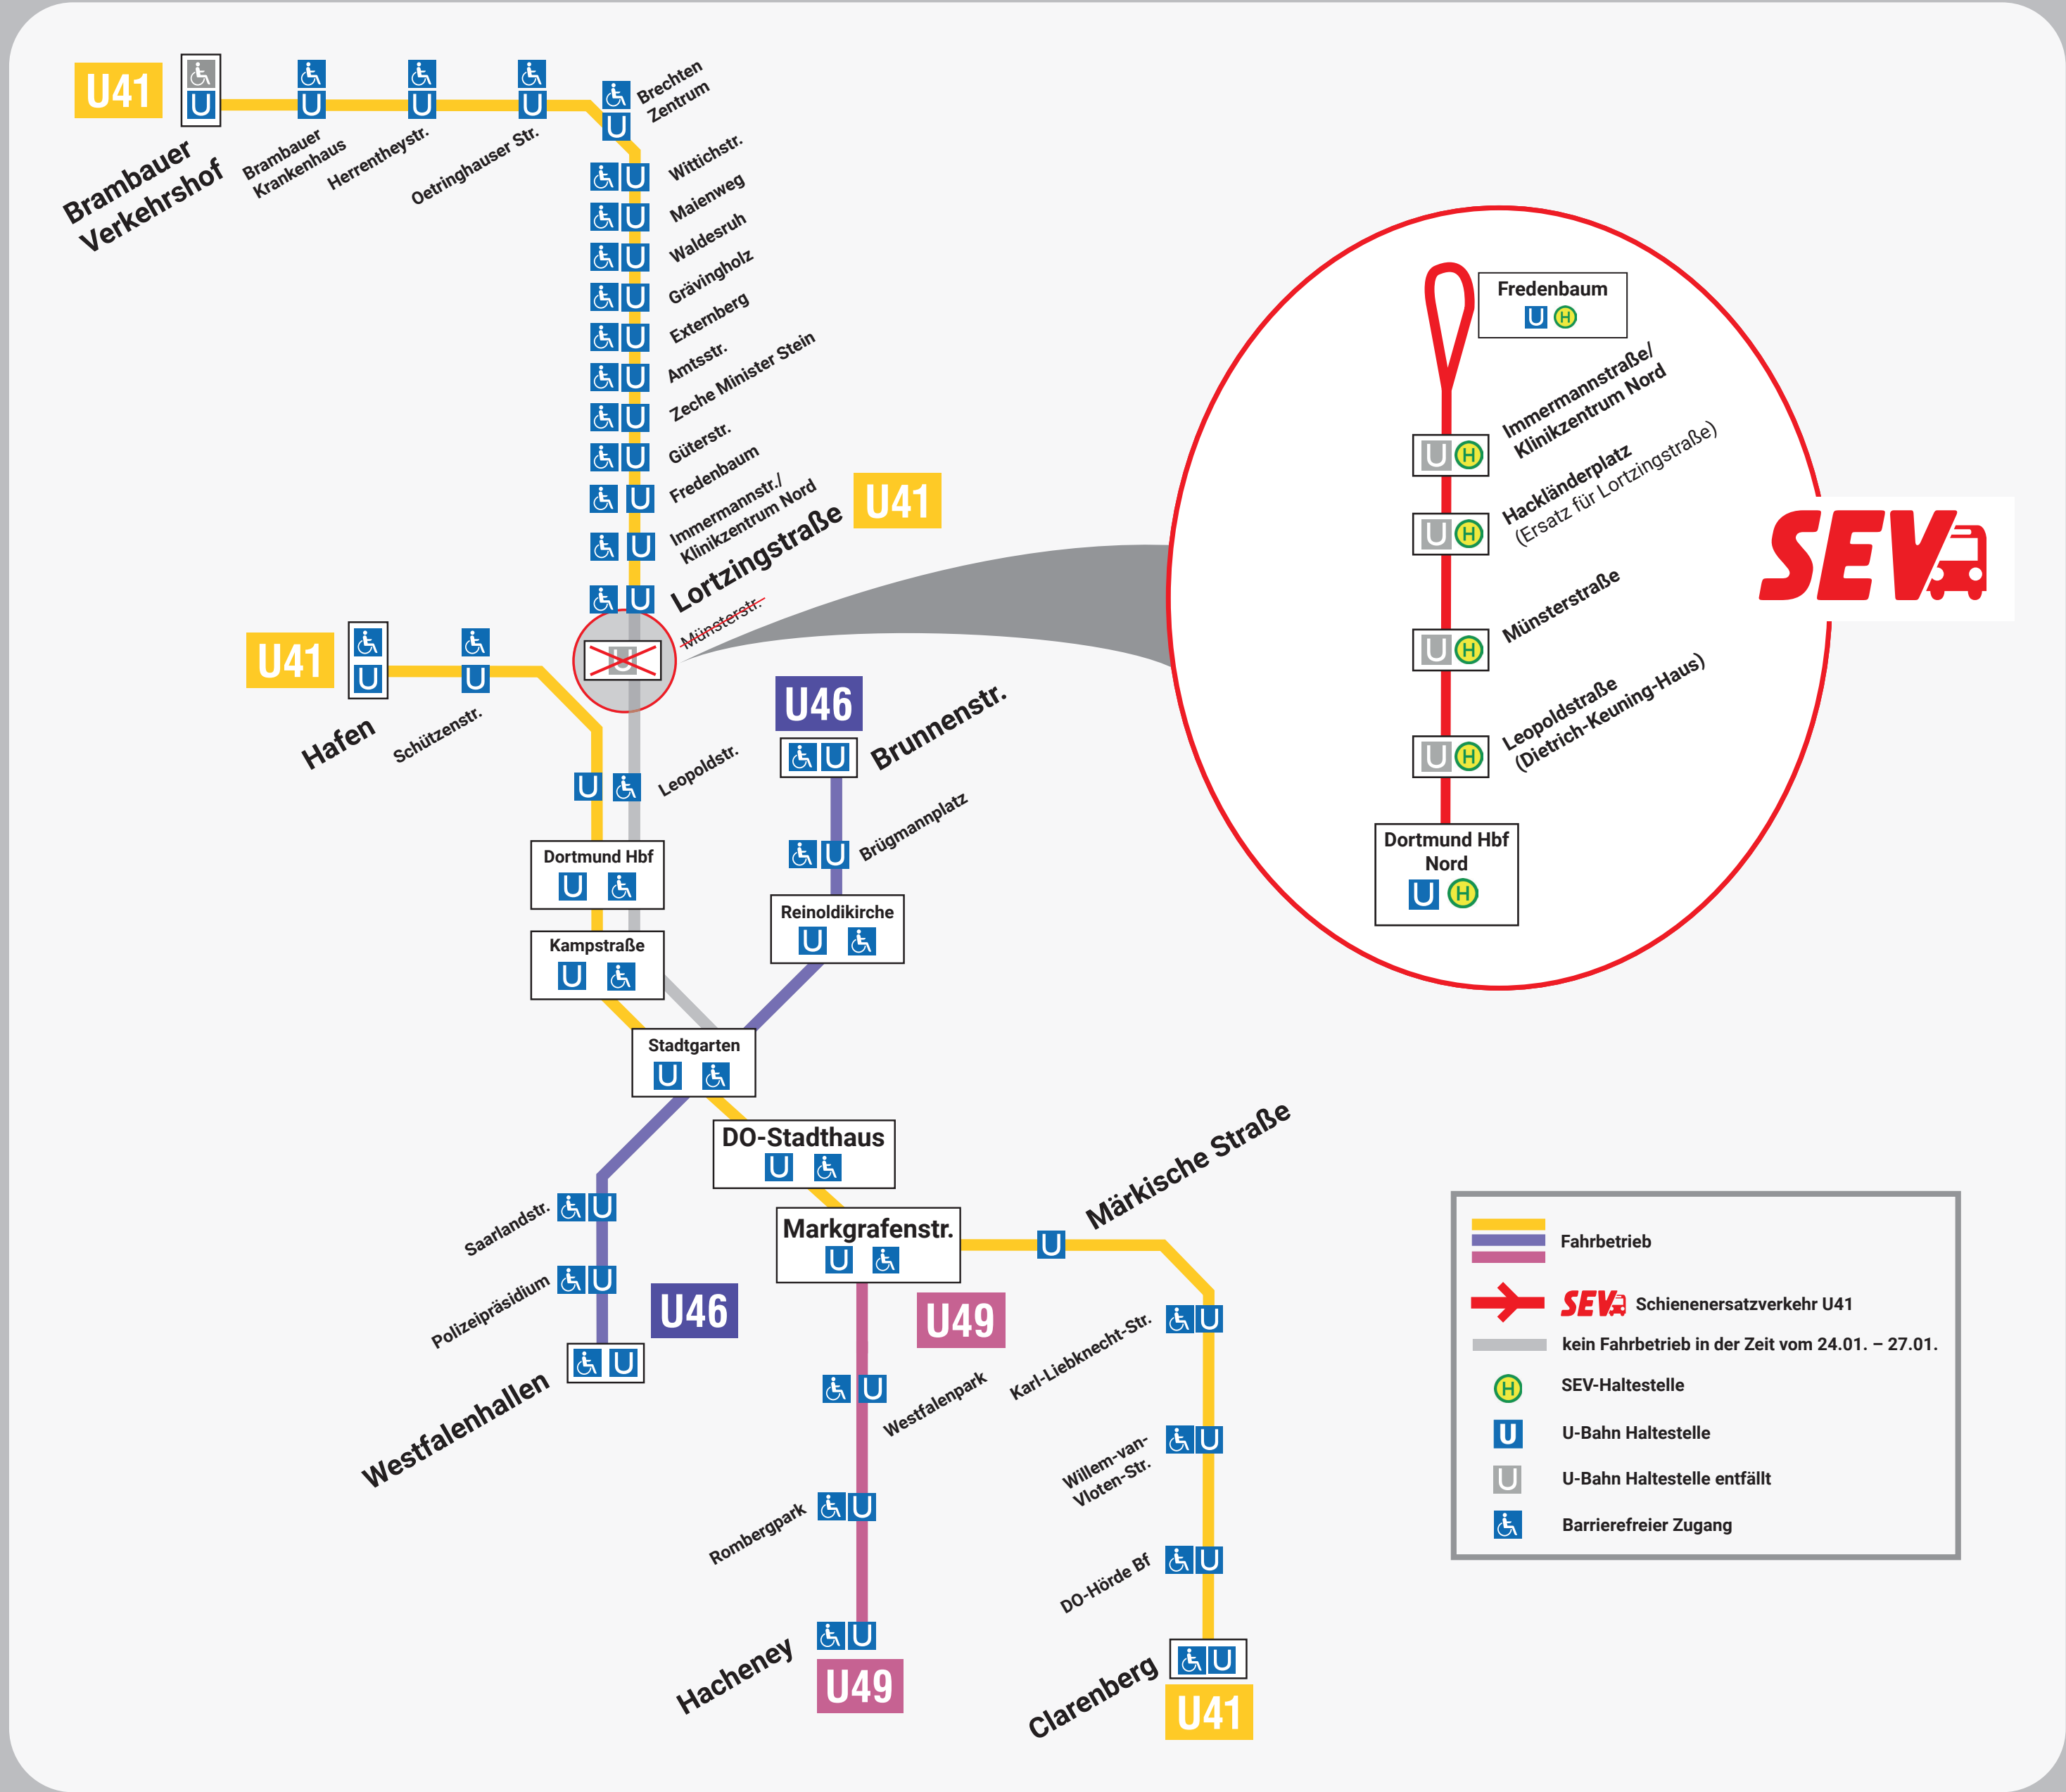 U41
Brambauer
Verkehrshof
Brambauer
Krankenhaus
Herrentheystr.
Oetringhauser Str.
Brechten
Zentrum
Wittichstr.
Maienweg
Waldesruh
Grävingholz
Externberg
Amtsstr.
Zeche Minister Stein
Güterstr.
Fredenbaum
Immermannstr./
Klinikzentrum Nord
Lortzingstraße
U41
Münsterstr.
U41
Hafen
Schützenstr.
Leopoldstr.
Dortmund Hbf
Kampstraße
U46
Brunnenstr.
Brügmannplatz
Reinoldikirche
Stadtgarten
DO-Stadthaus
Markgrafenstr.
Märkische Straße
Saarlandstr.
Polizeipräsidium
U46
Westfalenhallen
U49
Westfalenpark
Rombergpark
Hacheney
U49
Karl-Liebknecht-Str.
Willem-van-
Vloten-Str.
DO-Hörde Bf
Clarenberg
U41
Fredenbaum
U H
Immermannstraße/
Klinikzentrum Nord
U H
Hackländerplatz
(Ersatz für Lortzingstraße)
U H
Münsterstraße
U H
Leopoldstraße
(Dietrich-Keuning-Haus)
U H
Dortmund Hbf
Nord
U H
SEV
Fahrbetrieb
SEV Schienenersatzverkehr U41
kein Fahrbetrieb in der Zeit vom 24.01. – 27.01.
H SEV-Haltestelle
U U-Bahn Haltestelle
U U-Bahn Haltestelle entfällt
Barrierefreier Zugang